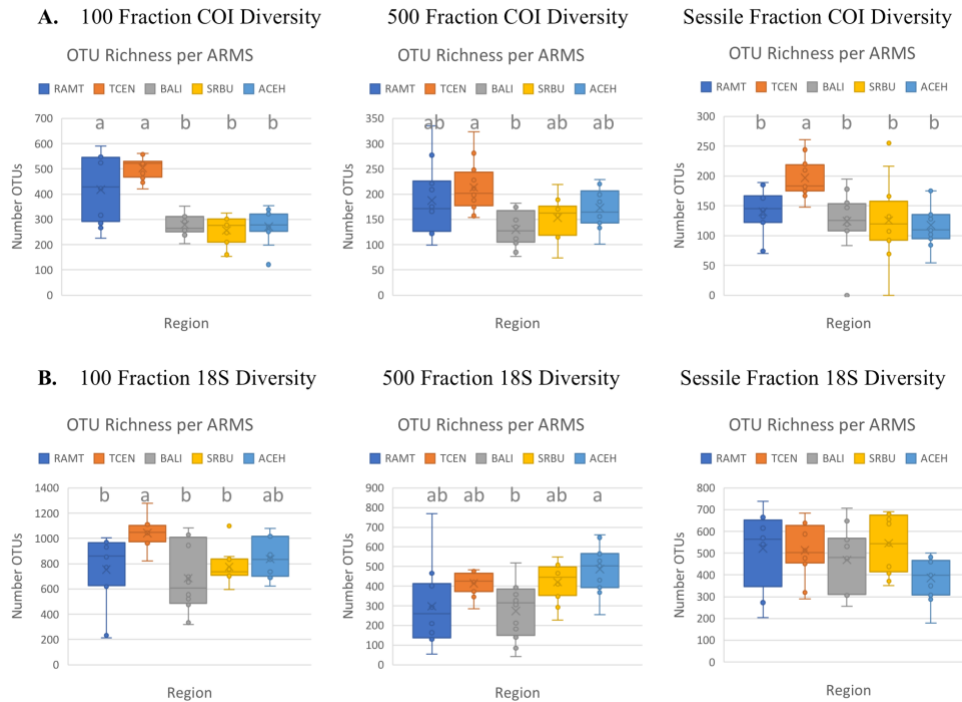 A. 100 Fraction COI Diversity
OTU Richness per ARMS
RAMT TCEN BALI SRBU ACEH
Number OTUs
700
600
500
400
300
200
100
0
a a b b b
Region
500 Fraction COI Diversity
OTU Richness per ARMS
RAMT TCEN BALI SRBU ACEH
Number OTUs
350
300
250
200
150
100
50
0
ab a b ab ab
Region
Sessile Fraction COI Diversity
OTU Richness per ARMS
RAMT TCEN BALI SRBU ACEH
Number OTUs
300
250
200
150
100
50
0
b a b b b
Region
B. 100 Fraction 18S Diversity
OTU Richness per ARMS
RAMT TCEN BALI SRBU ACEH
Number OTUs
1400
1200
1000
800
600
400
200
0
b a b b ab
Region
500 Fraction 18S Diversity
OTU Richness per ARMS
RAMT TCEN BALI SRBU ACEH
Number OTUs
900
800
700
600
500
400
300
200
100
0
ab ab b ab a
Region
Sessile Fraction 18S Diversity
OTU Richness per ARMS
RAMT TCEN BALI SRBU ACEH
Number OTUs
800
700
600
500
400
300
200
100
0
Region